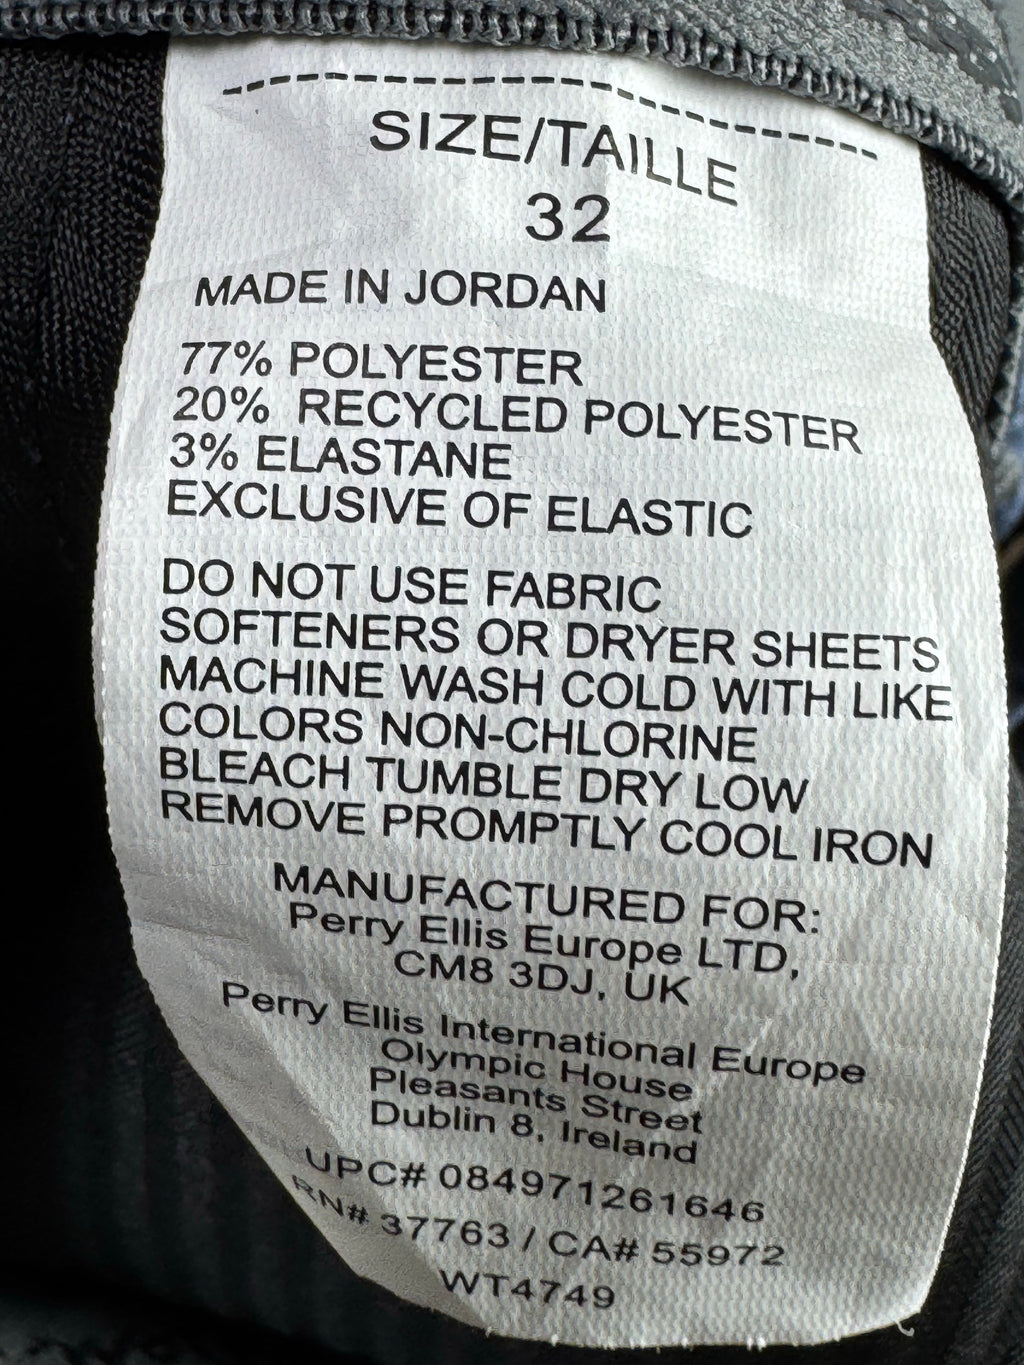 SIZE/TAILLE
32
MADE IN JORDAN
77% POLYESTER
20% RECYCLED POLYESTER
3% ELASTANE
EXCLUSIVE OF ELASTIC
DO NOT USE FABRIC
SOFTENERS OR DRYER SHEETS
MACHINE WASH COLD WITH LIKE
COLORS NON-CHLORINE
BLEACH TUMBLE DRY LOW
REMOVE PROMPTLY COOL IRON
MANUFACTURED FOR:
Perry Ellis Europe LTD,
CM8 3DJ, UK
Perry Ellis International Europe
Olympic House
Pleasants Street
Dublin 8, Ireland
UPC# 084971261646
RN# 37763 / CA# 55972
WT4749